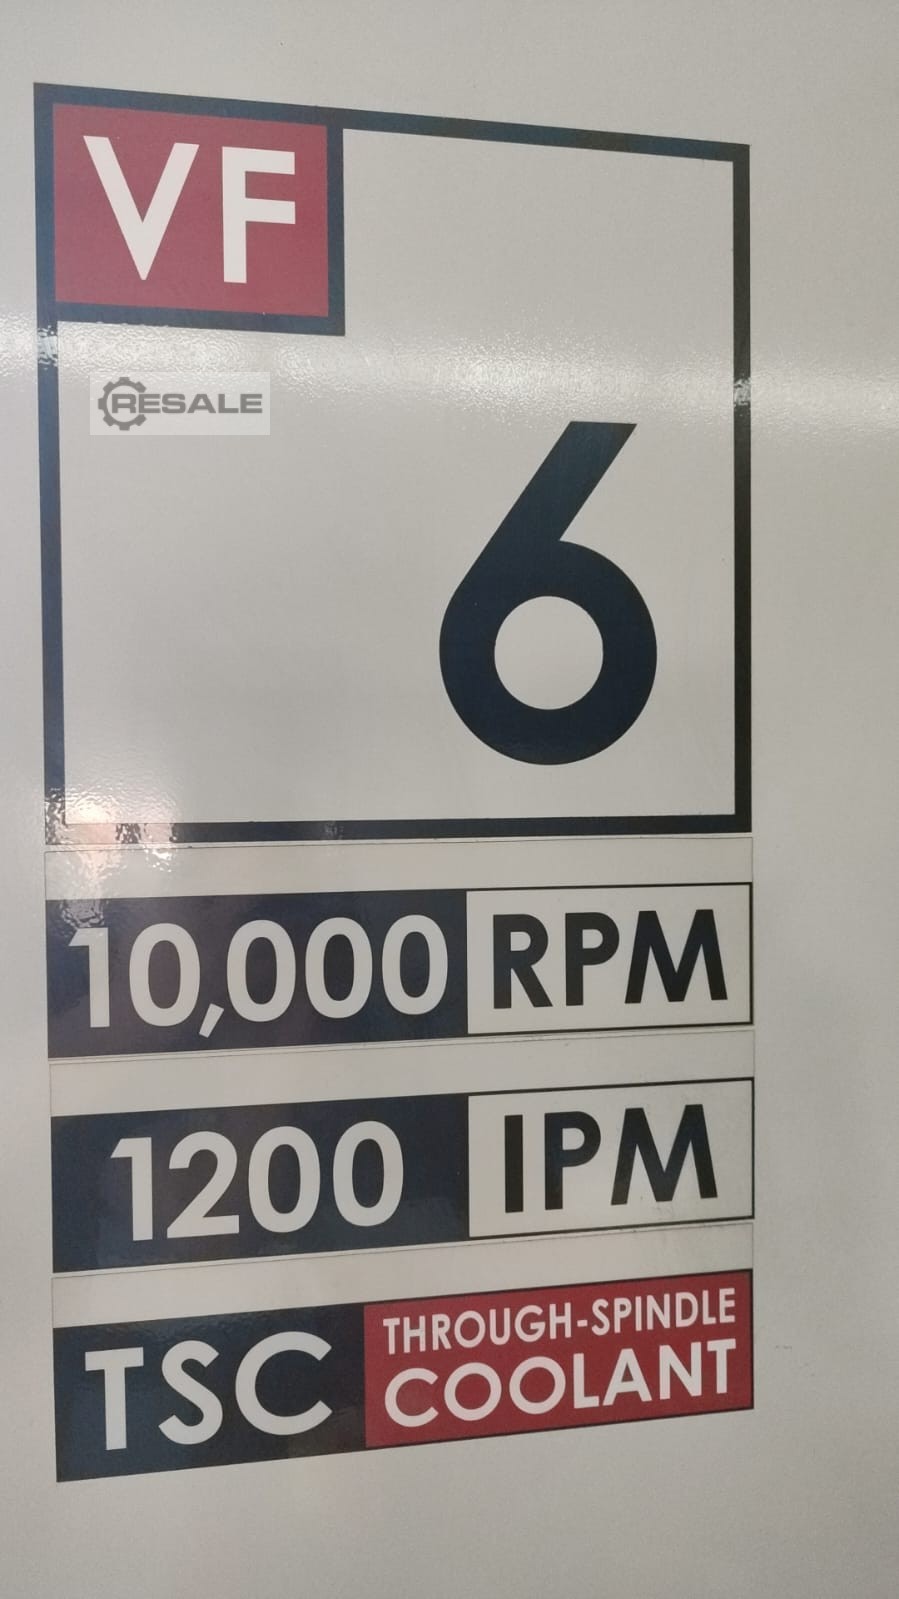 VF
RESALE
6
10,000 RPM
1200 IPM
TSC THROUGH-SPINDLE
COOLANT